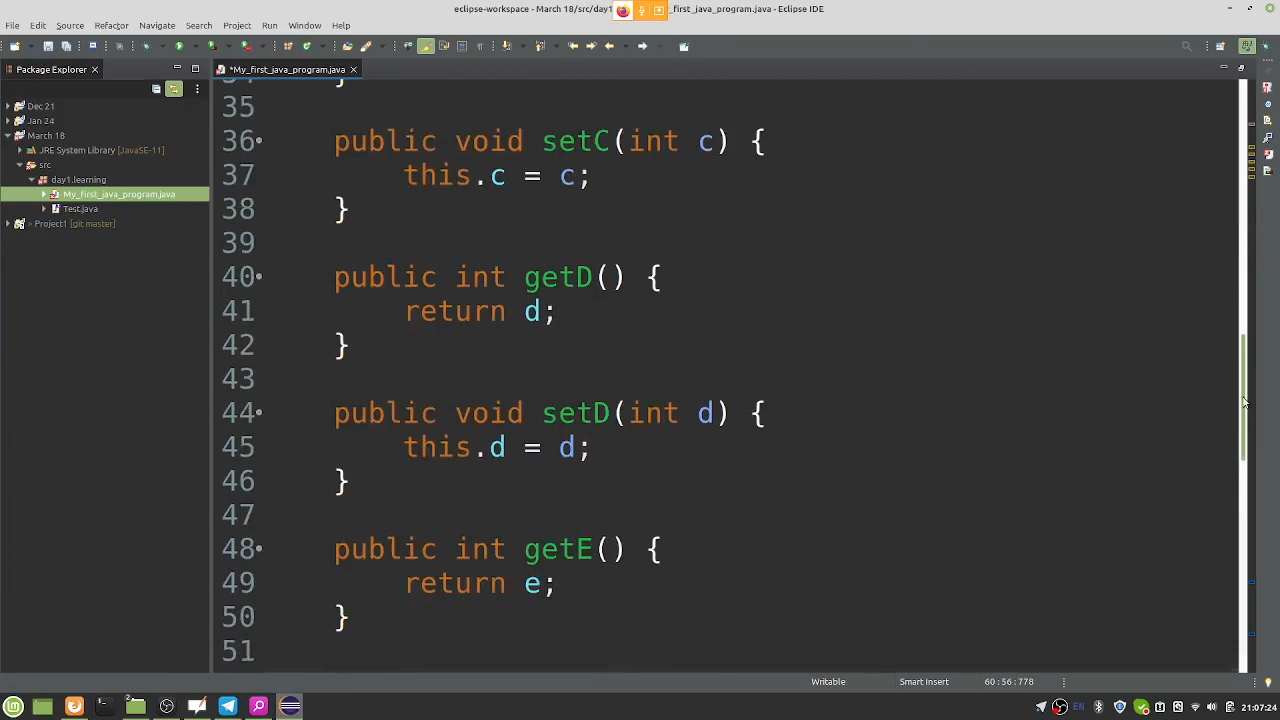 eclipse-workspace - March 18/src/day1
_first_java_program.java - Eclipse IDE
File Edit Source Refactor Navigate Search Project Run Window Help
Package Explorer
*My_first_java_program.java
Dec 21
Jan 24
March 18
JRE System Library [JavaSE-11]
src
day1.learning
My_first_java_program.java
Test.java
> Project1 [git master]
35
36 public void setC(int c) {
37 this.c = c;
38 }
39
40 public int getD() {
41 return d;
42 }
43
44 public void setD(int d) {
45 this.d = d;
46 }
47
48 public int getE() {
49 return e;
50 }
51
Writable Smart Insert 60:56:778
2
EN 21:07:24